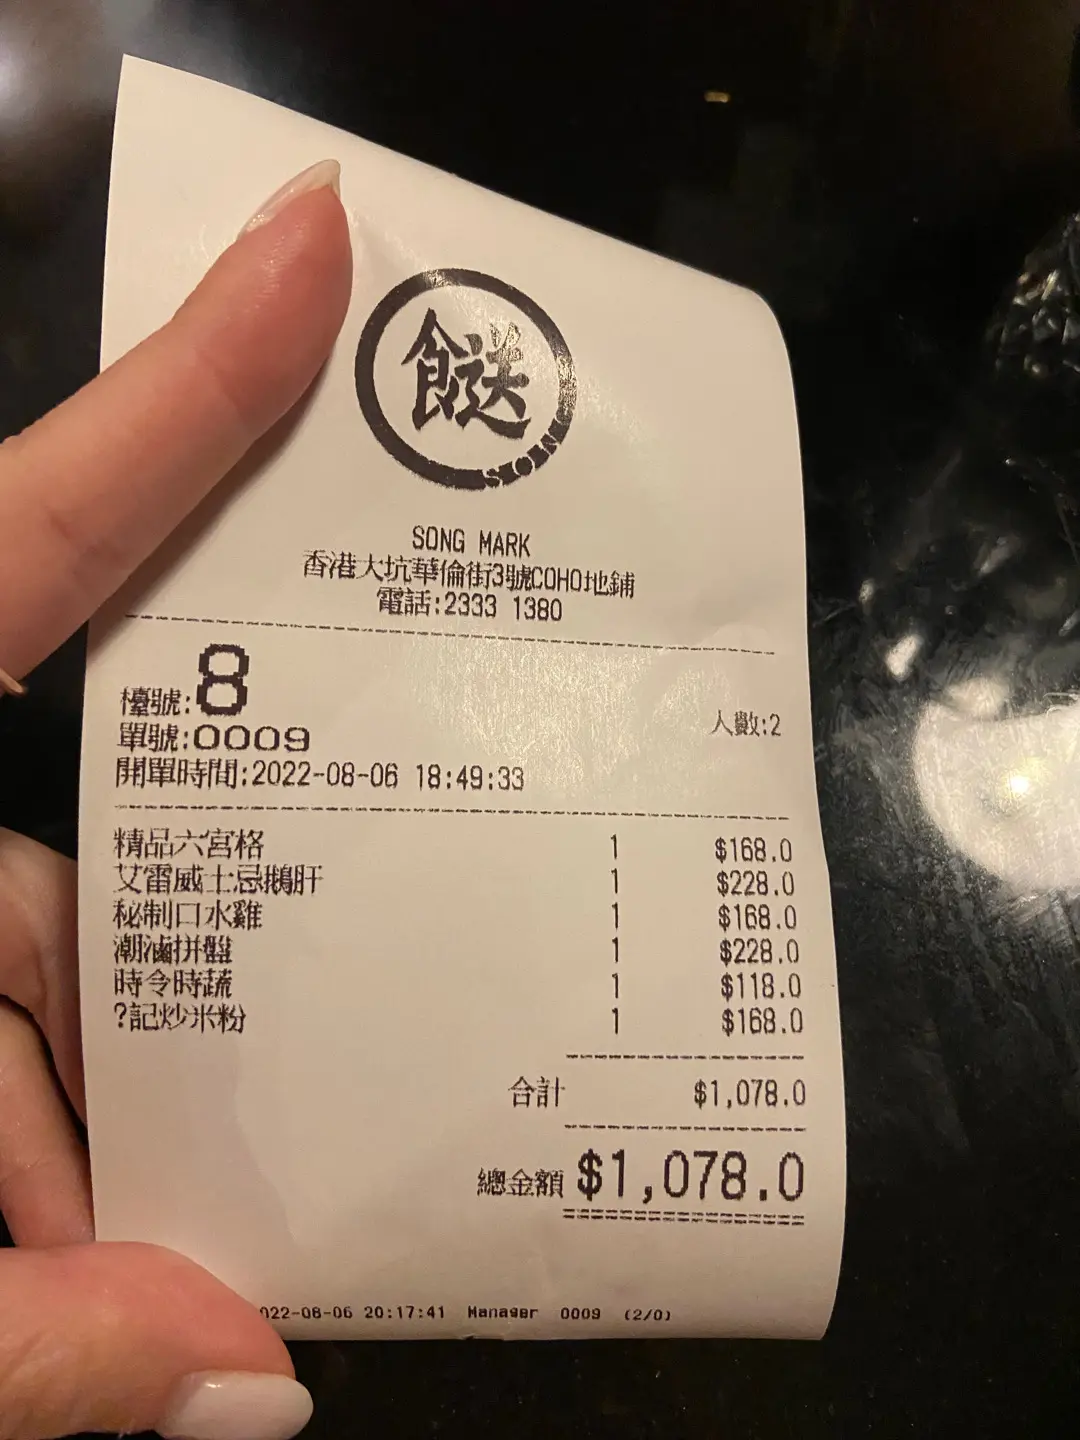 餸
SONG MARK
香港大坑華倫街3號COHO地鋪
電話:2333 1380
檯號:8
單號:0009
人數:2
開單時間:2022-08-06 18:49:33
精品六宮格 1 $168.0
艾雷威士忌鵝肝 1 $228.0
秘制口水雞 1 $168.0
潮滷拼盤 1 $228.0
時令時蔬 1 $118.0
?記炒米粉 1 $168.0
合計 $1,078.0
總金額 $1,078.0
022-08-06 20:17:41 Manager 0009 (2/0)